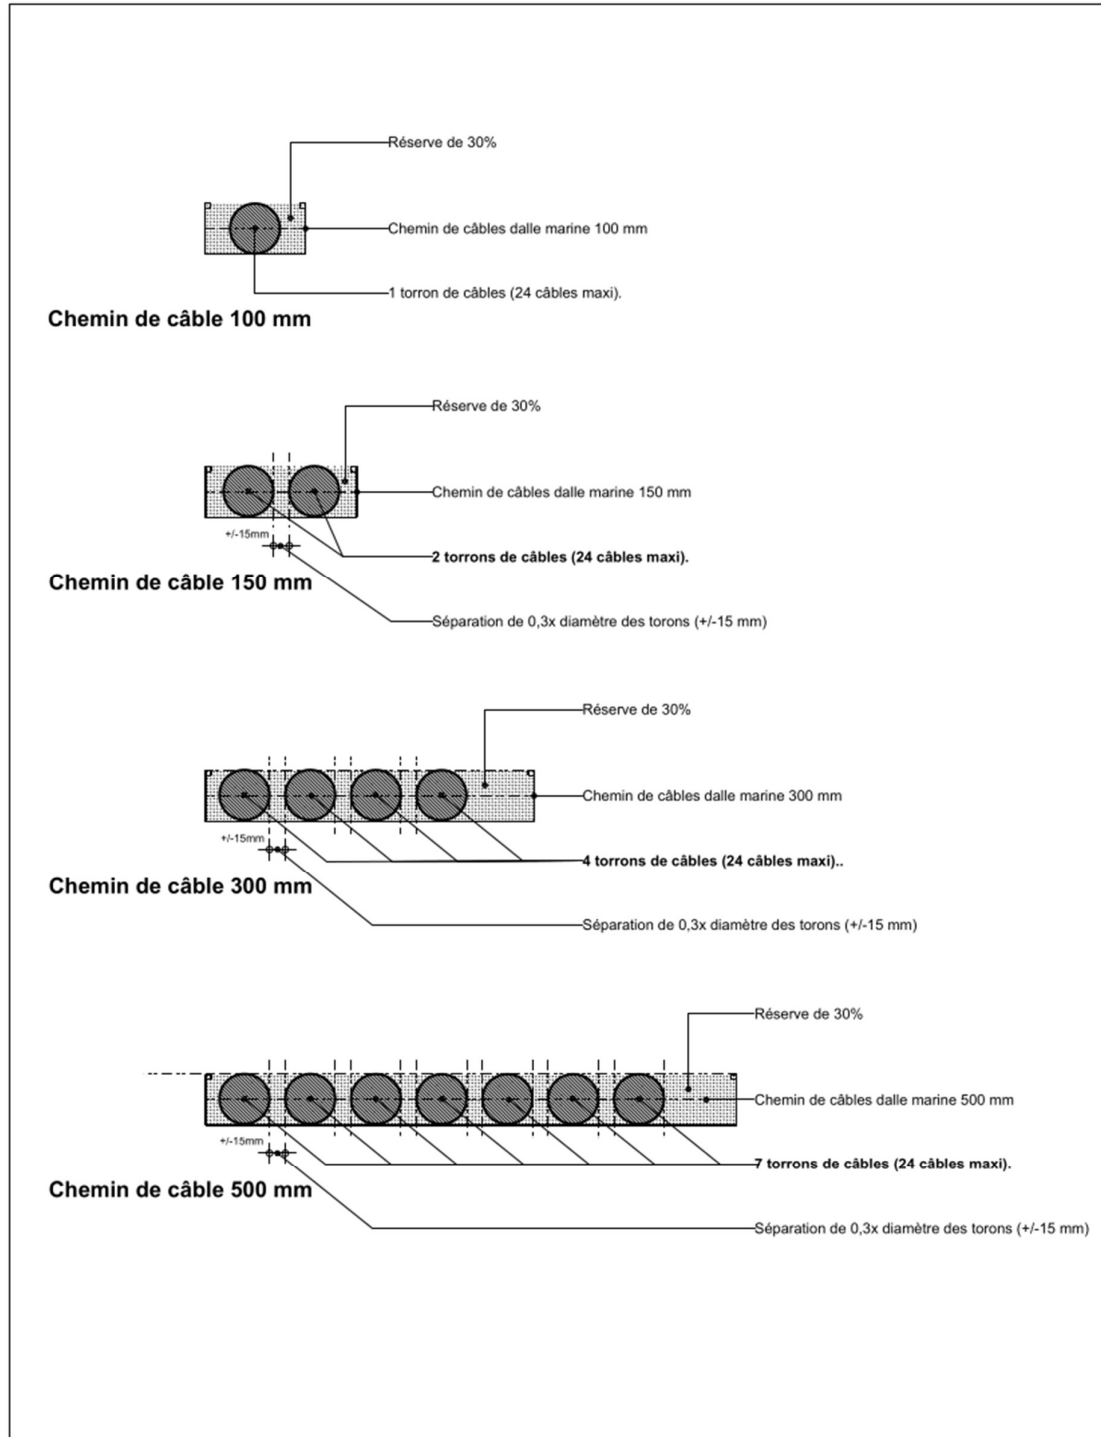 Réserve de 30%
Chemin de câbles dalle marine 100 mm
1 torron de câbles (24 câbles maxi).
Chemin de câble 100 mm
Réserve de 30%
Chemin de câbles dalle marine 150 mm
+/-15mm
2 torrons de câbles (24 câbles maxi).
Chemin de câble 150 mm
Séparation de 0,3x diamètre des torons (+/-15 mm)
Réserve de 30%
Chemin de câbles dalle marine 300 mm
+/-15mm
4 torrons de câbles (24 câbles maxi)..
Chemin de câble 300 mm
Séparation de 0,3x diamètre des torons (+/-15 mm)
Réserve de 30%
Chemin de câbles dalle marine 500 mm
+/-15mm
7 torrons de câbles (24 câbles maxi).
Chemin de câble 500 mm
Séparation de 0,3x diamètre des torons (+/-15 mm)